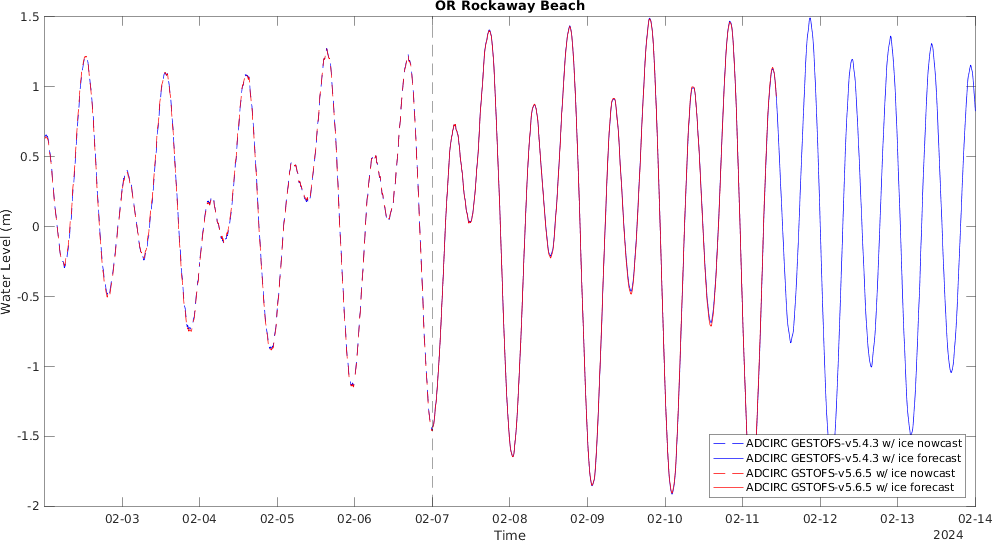 OR Rockaway Beach
1.5
1
0.5
0
-0.5
-1
-1.5
-2
Water Level (m)
02-03 02-04 02-05 02-06 02-07 02-08 02-09 02-10 02-11 02-12 02-13 02-14
Time
2024
ADCIRC GESTOFS-v5.4.3 w/ ice nowcast
ADCIRC GESTOFS-v5.4.3 w/ ice forecast
ADCIRC GSTOFS-v5.6.5 w/ ice nowcast
ADCIRC GSTOFS-v5.6.5 w/ ice forecast